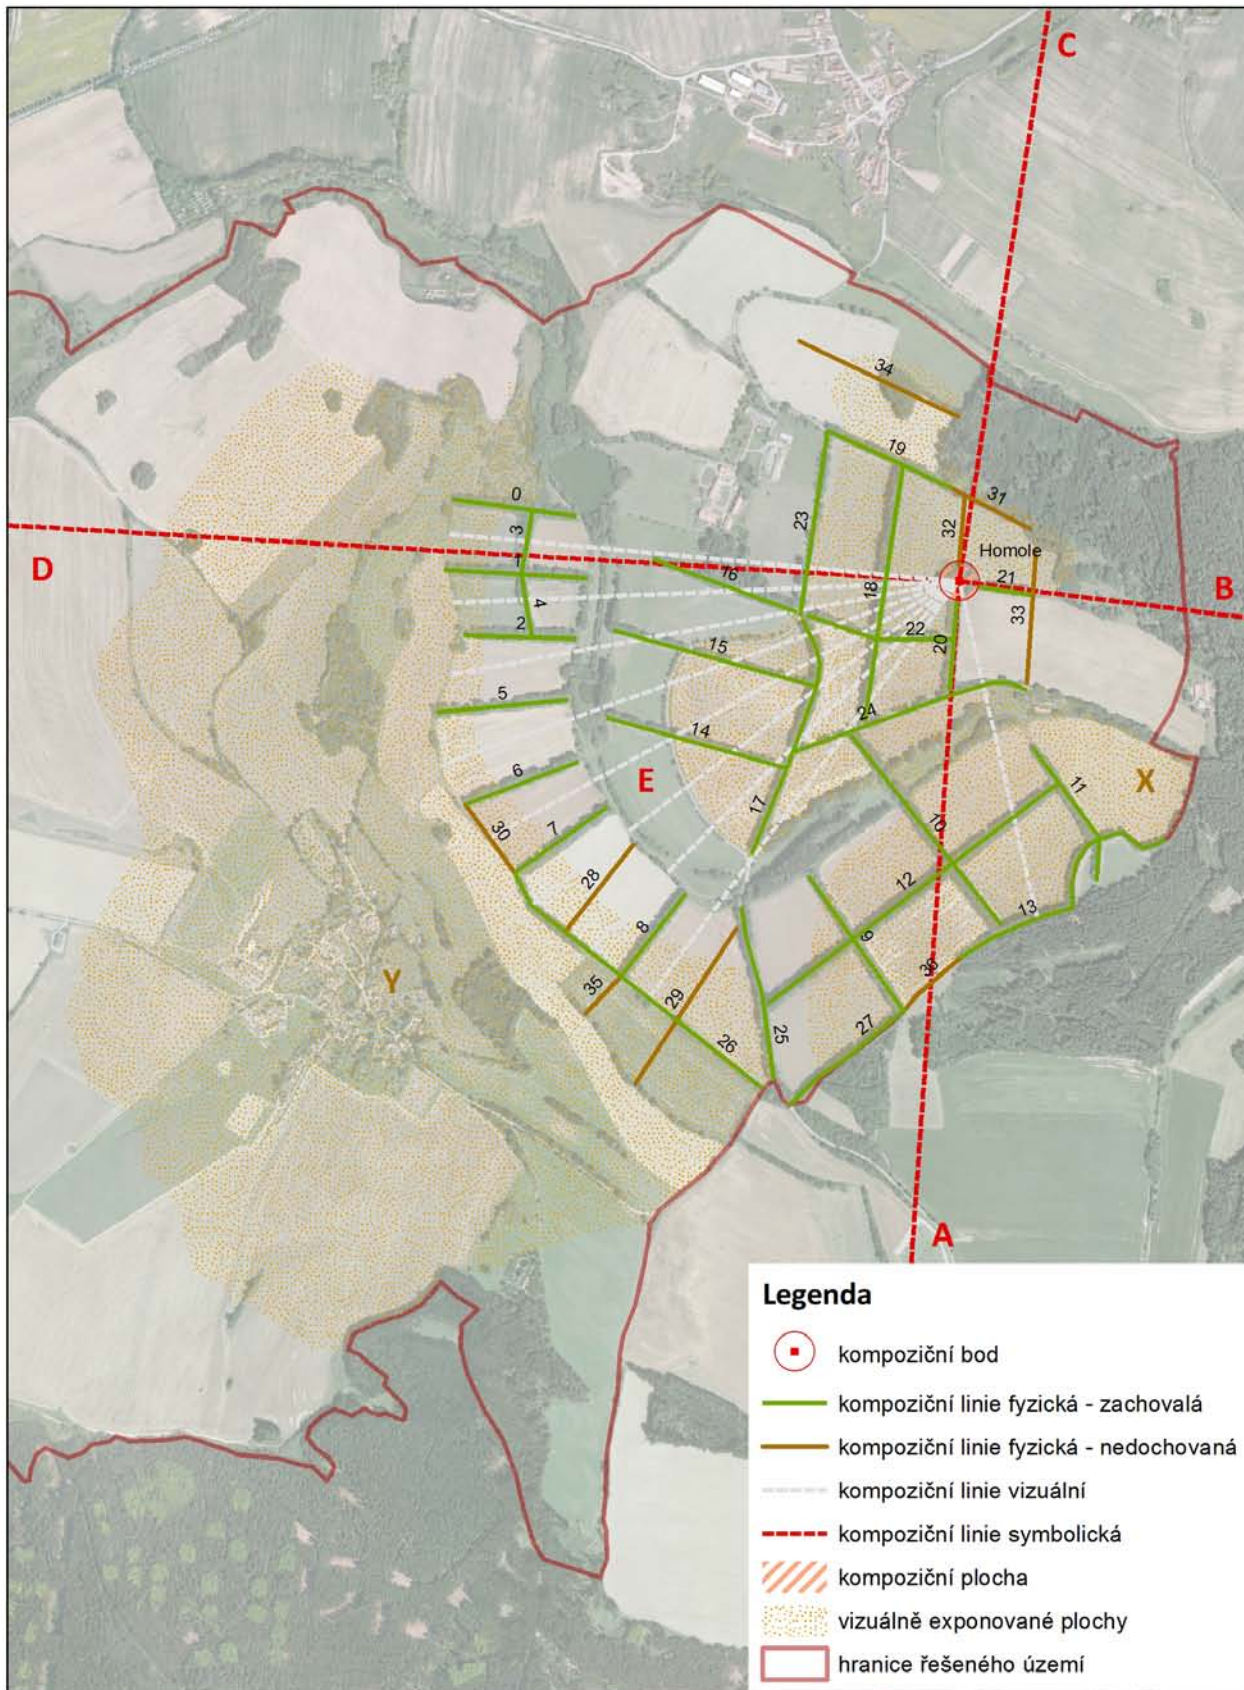 C
34
19
31
0
23
32
3
Homole
D
1
16
21
B
18
4
33
2
22
15
20
5
24
14
6
E
X
11
17
30
7
10
28
12
13
8
9
36
Y
35
29
27
25
26
A
Legenda
kompoziční bod
kompoziční linie fyzická - zachovalá
kompoziční linie fyzická - nedochovaná
kompoziční linie vizuální
kompoziční linie symbolická
kompoziční plocha
vizuálně exponované plochy
hranice řešeného území